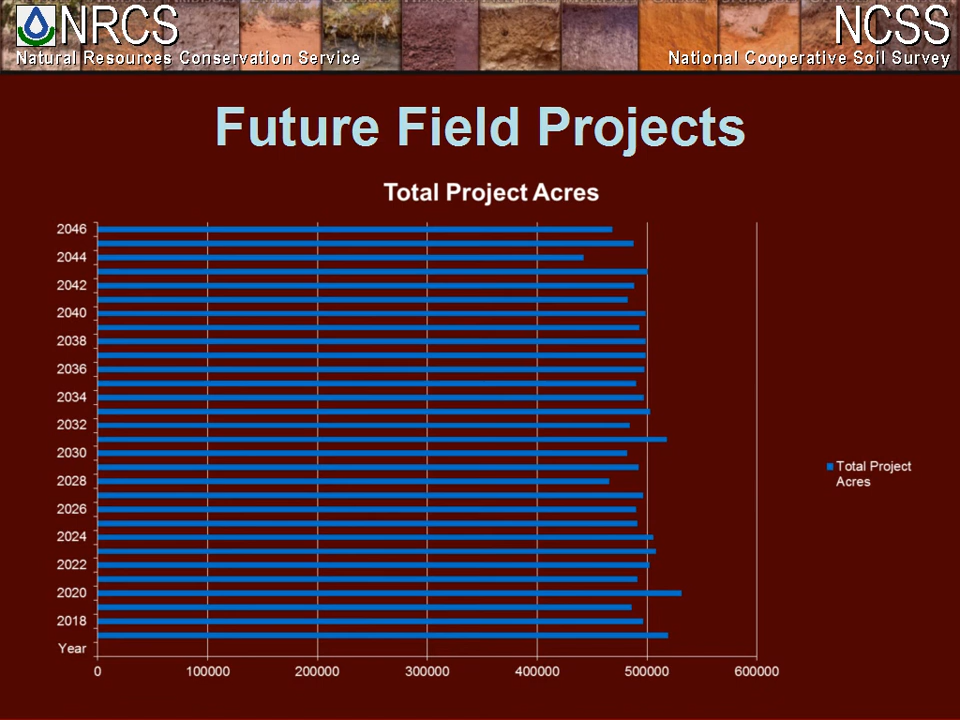 NRCS
Natural Resources Conservation Service
NCSS
National Cooperative Soil Survey
Future Field Projects
Total Project Acres
2046
2044
2042
2040
2038
2036
2034
2032
2030
2028
2026
2024
2022
2020
2018
Year
0 100000 200000 300000 400000 500000 600000
Total Project
Acres